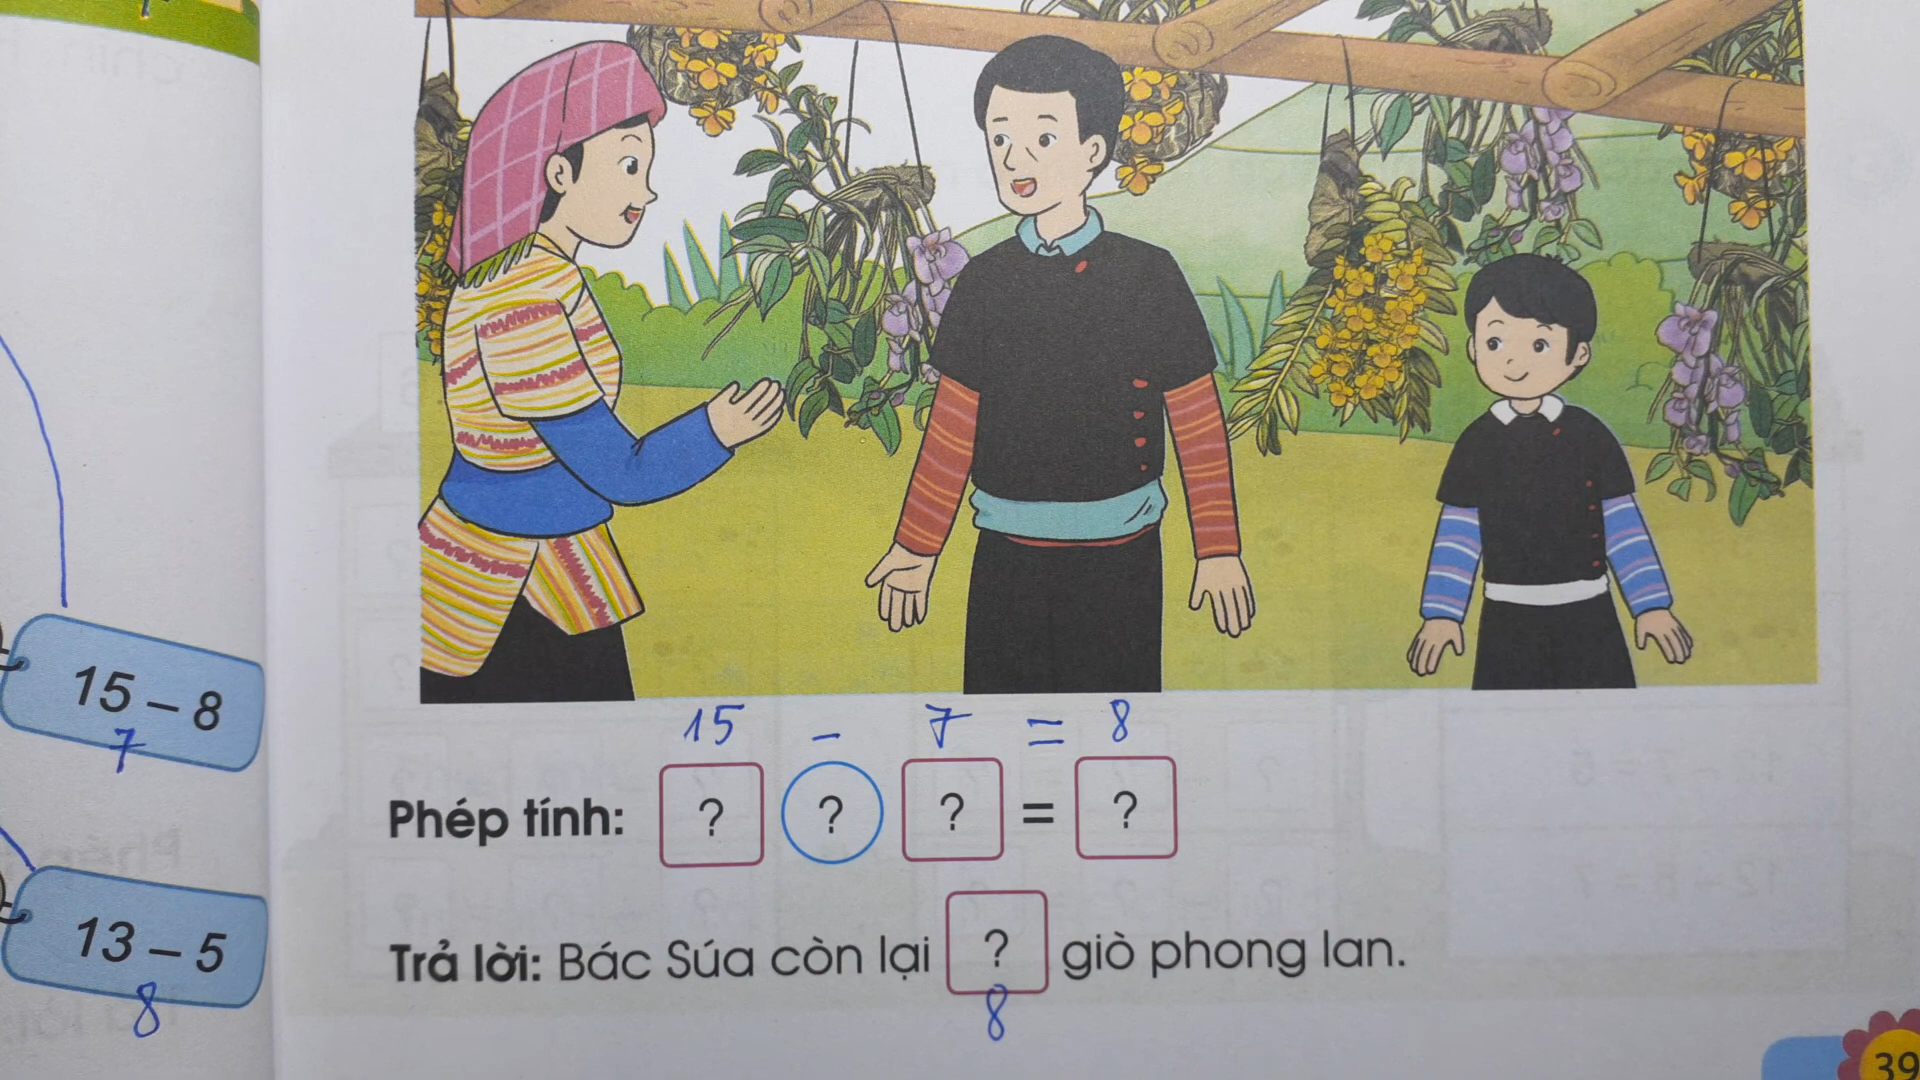 15 – 8
7
13 – 5
8
15 - 7 = 8
Phép tính: ? ? ? = ?
Trả lời: Bác Súa còn lại ? giò phong lan.
8
39